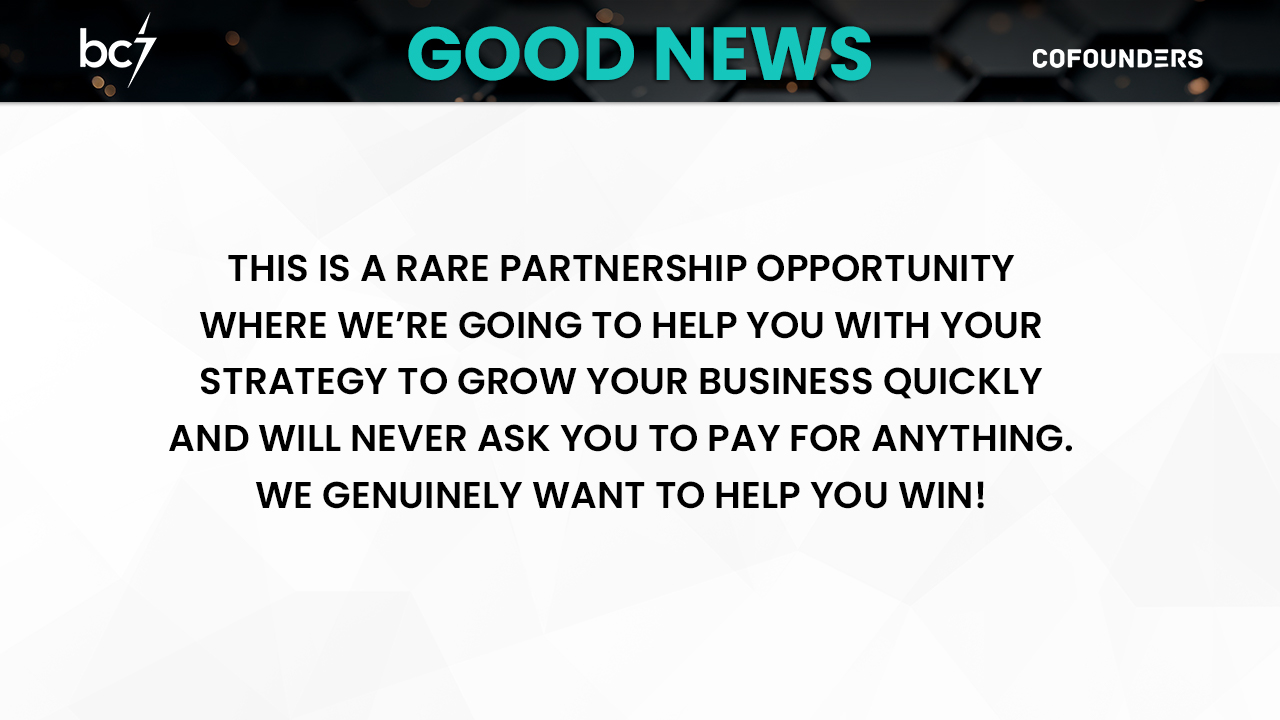 bc7
GOOD NEWS
COFOUNDERS
THIS IS A RARE PARTNERSHIP OPPORTUNITY
WHERE WE’RE GOING TO HELP YOU WITH YOUR
STRATEGY TO GROW YOUR BUSINESS QUICKLY
AND WILL NEVER ASK YOU TO PAY FOR ANYTHING.
WE GENUINELY WANT TO HELP YOU WIN!